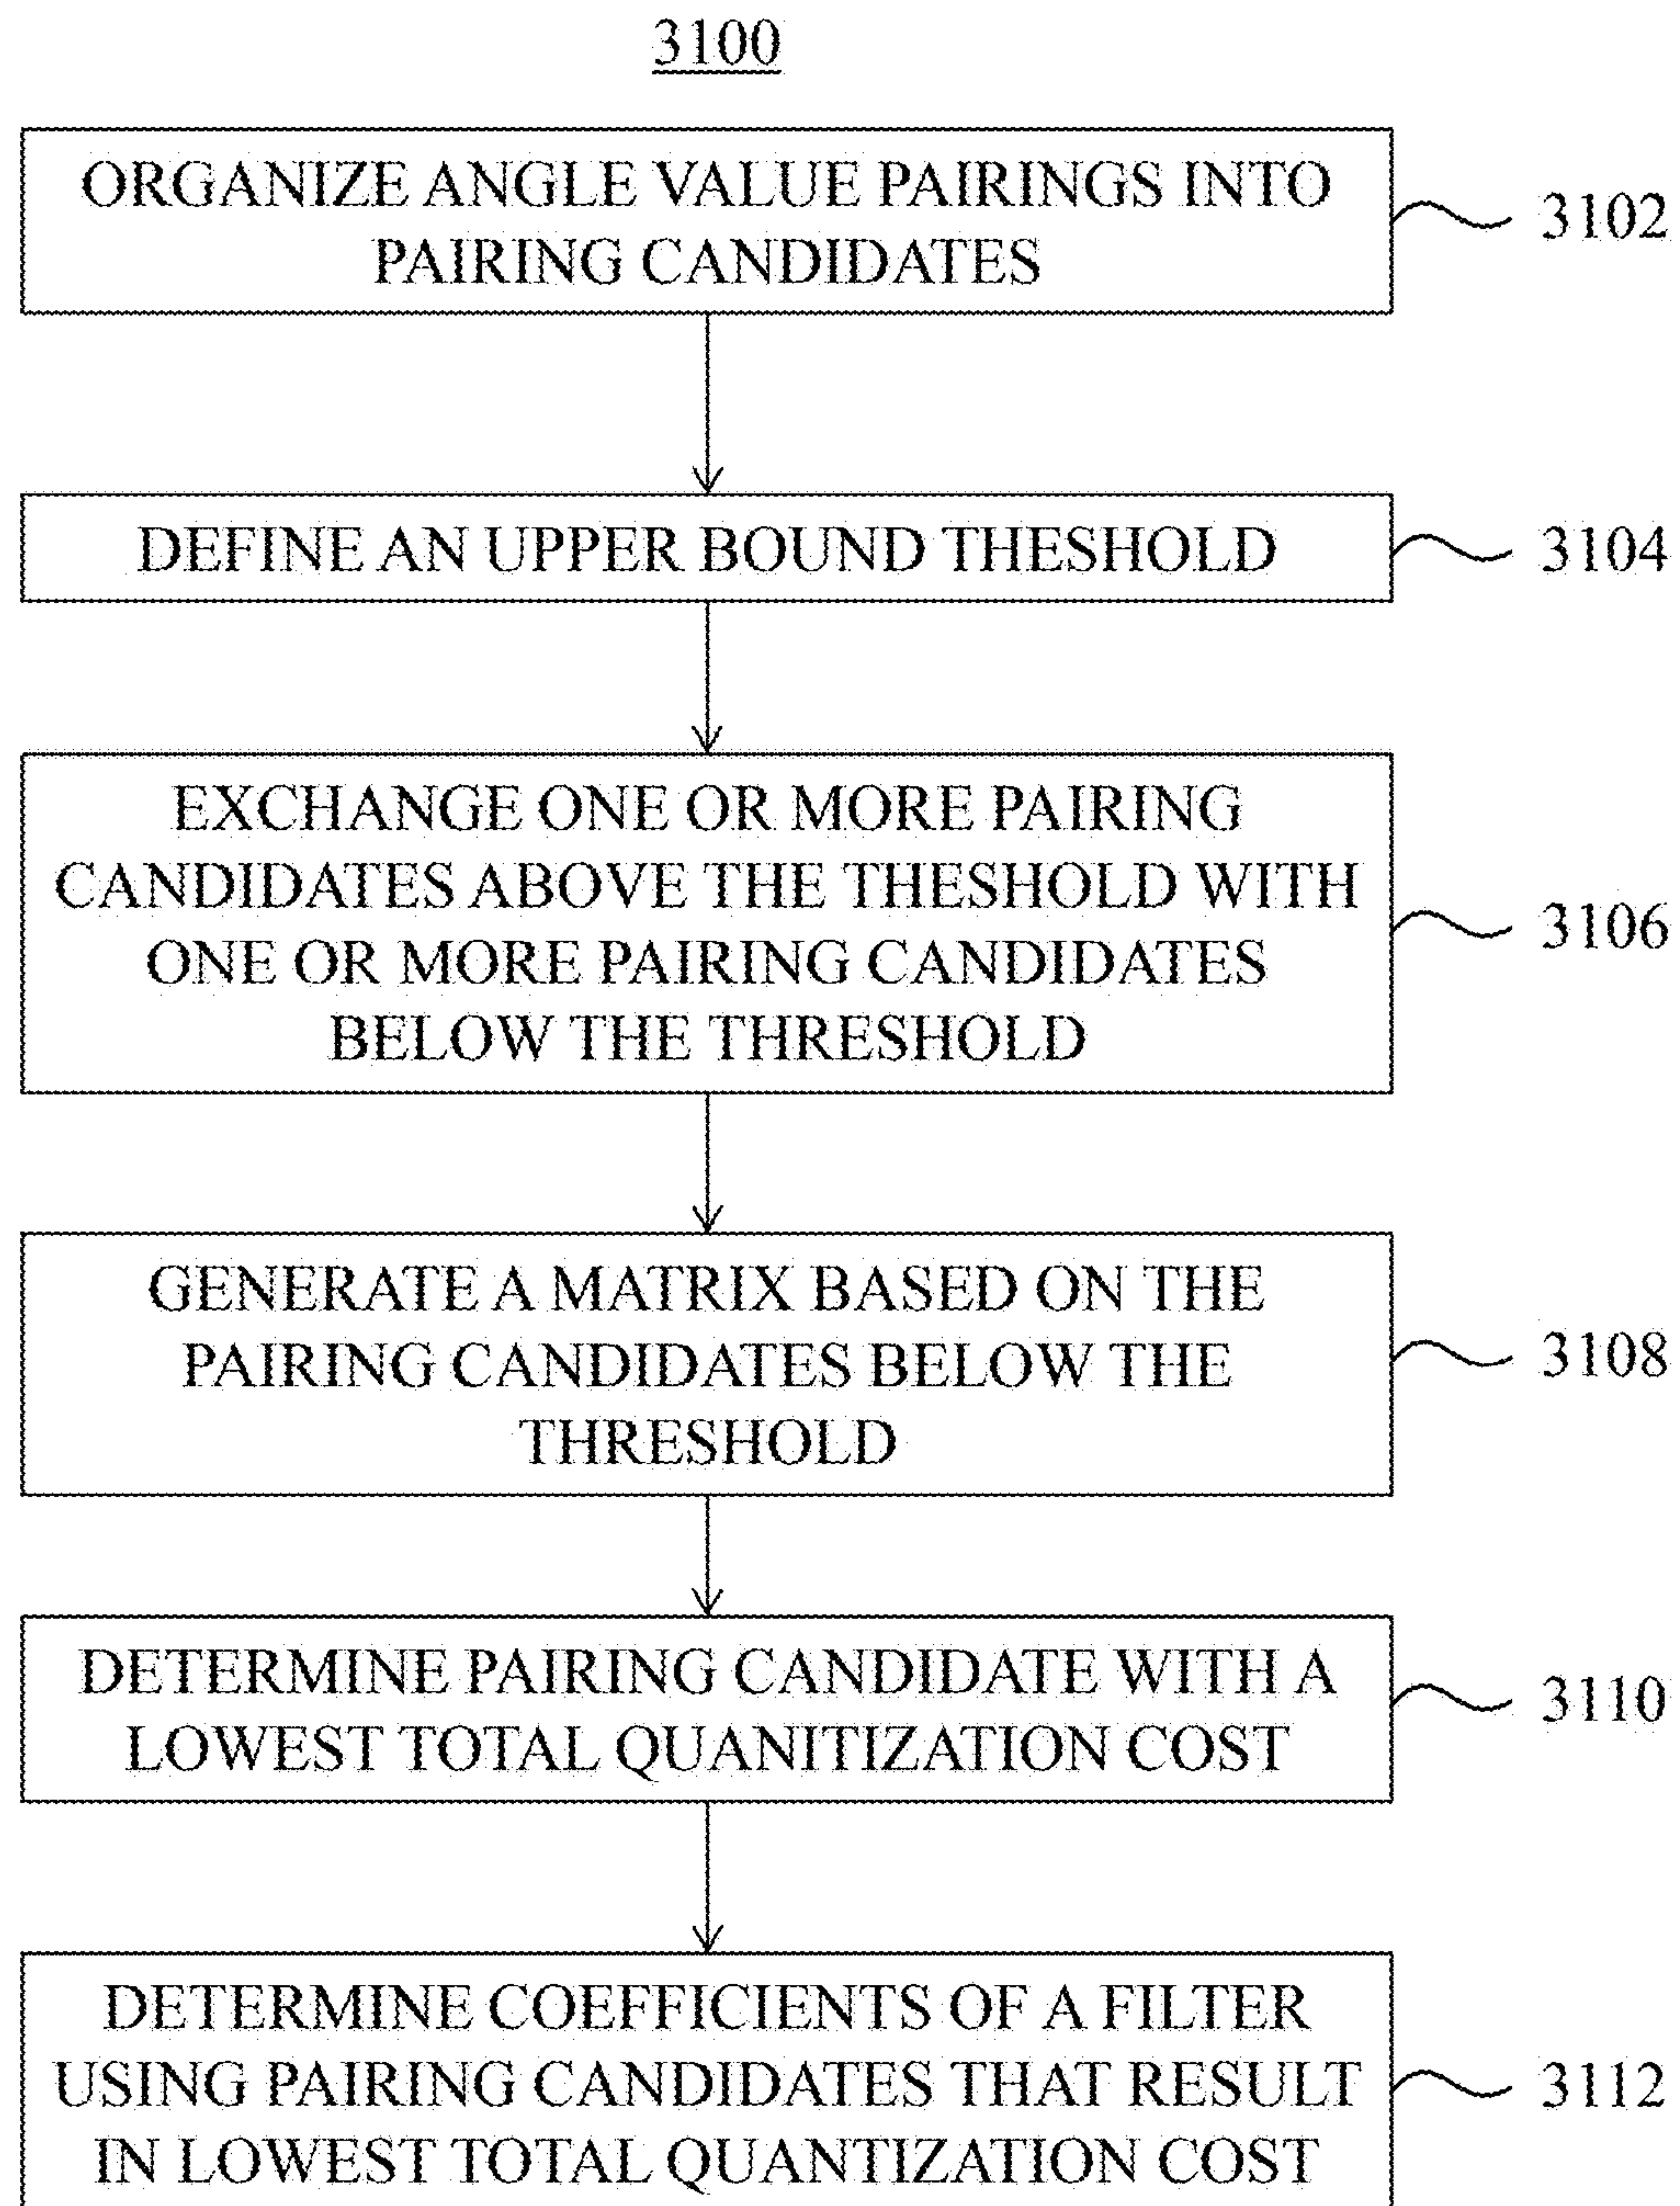 3100
ORGANIZE ANGLE VALUE PAIRINGS INTO
PAIRING CANDIDATES
3102
DEFINE AN UPPER BOUND THESHOLD
3104
EXCHANGE ONE OR MORE PAIRING
CANDIDATES ABOVE THE THESHOLD WITH
ONE OR MORE PAIRING CANDIDATES
BELOW THE THRESHOLD
3106
GENERATE A MATRIX BASED ON THE
PAIRING CANDIDATES BELOW THE
THRESHOLD
3108
DETERMINE PAIRING CANDIDATE WITH A
LOWEST TOTAL QUANITIZATION COST
3110
DETERMINE COEFFICIENTS OF A FILTER
USING PAIRING CANDIDATES THAT RESULT
IN LOWEST TOTAL QUANTIZATION COST
3112